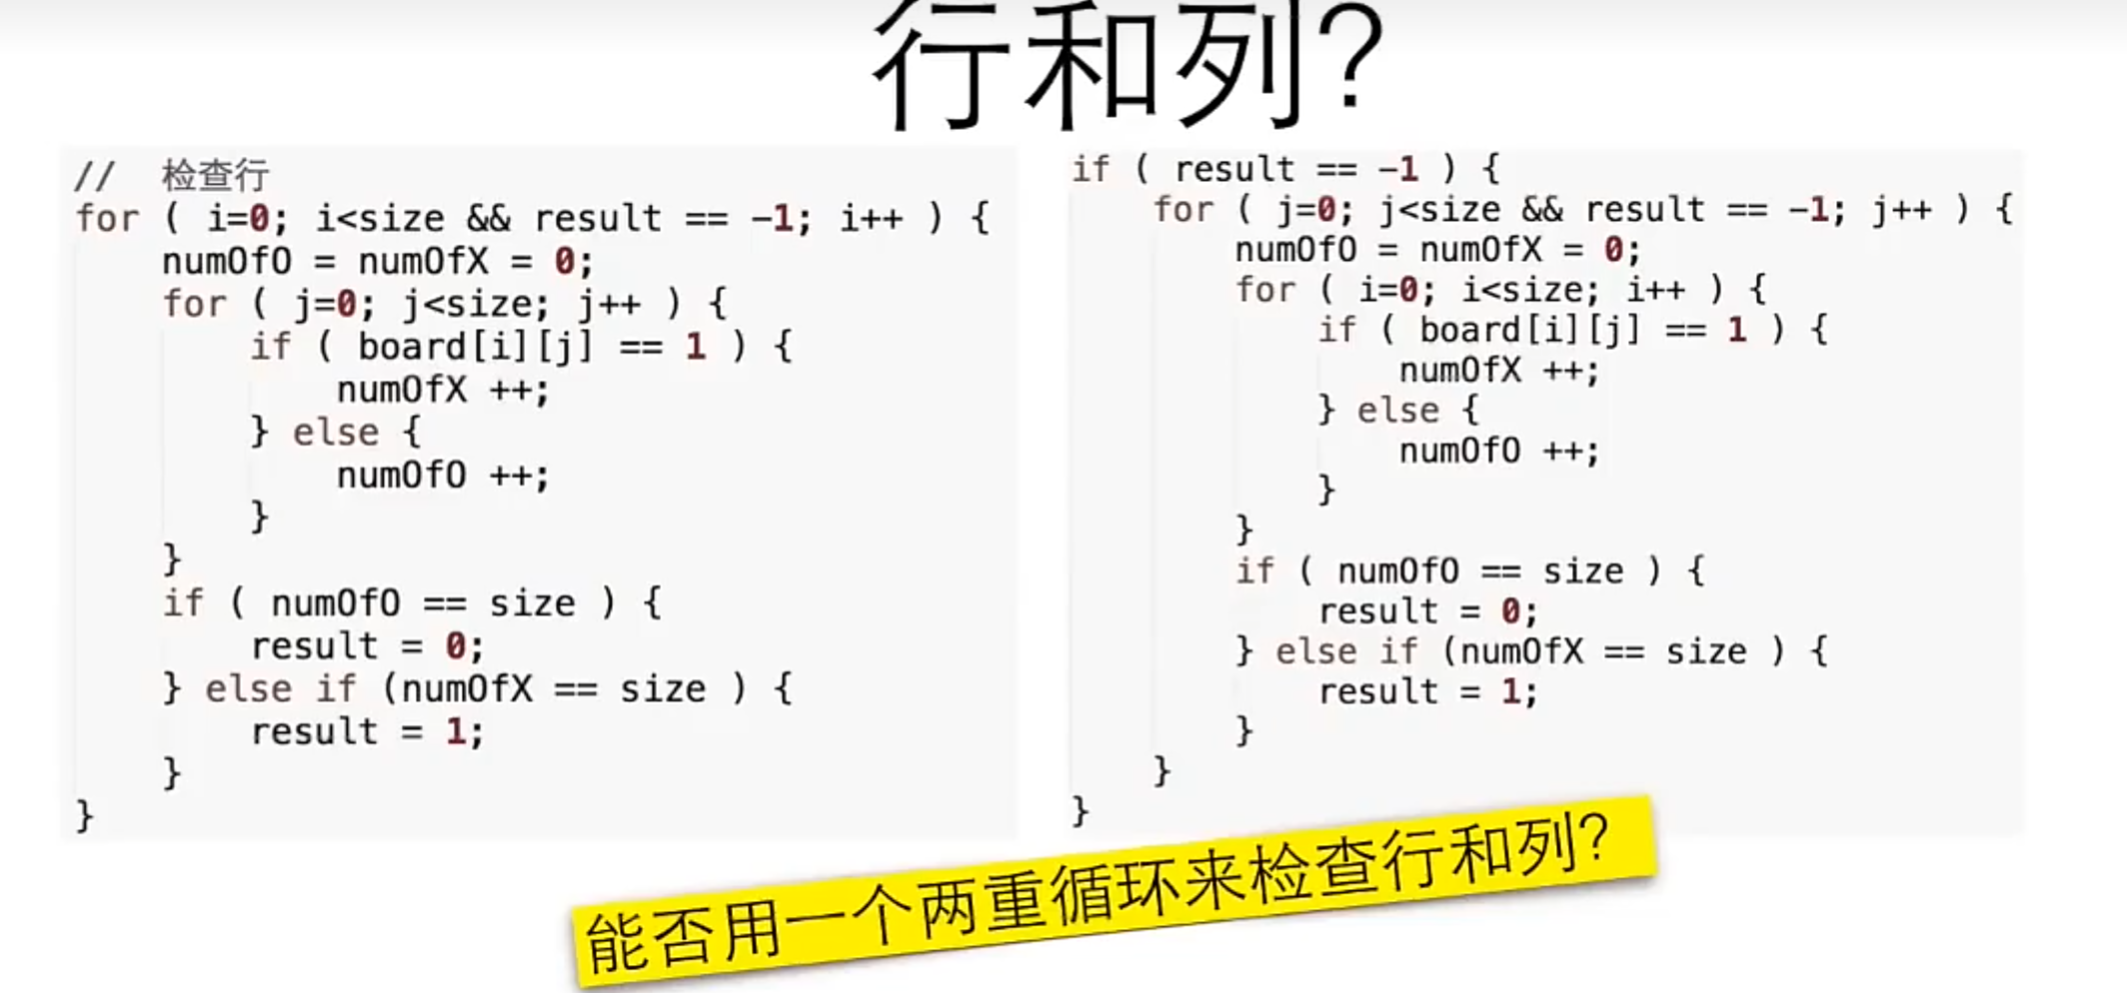 行和列?
// 检查行
for ( i=0; i<size && result == -1; i++ ) {
numOfO = numOfX = 0;
for ( j=0; j<size; j++ ) {
if ( board[i][j] == 1 ) {
numOfX ++;
} else {
numOfO ++;
}
}
if ( numOfO == size ) {
result = 0;
} else if (numOfX == size ) {
result = 1;
}
}
if ( result == -1 ) {
for ( j=0; j<size && result == -1; j++ ) {
numOfO = numOfX = 0;
for ( i=0; i<size; i++ ) {
if ( board[i][j] == 1 ) {
numOfX ++;
} else {
numOfO ++;
}
}
if ( numOfO == size ) {
result = 0;
} else if (numOfX == size ) {
result = 1;
}
}
}
能否用一个两重循环来检查行和列?